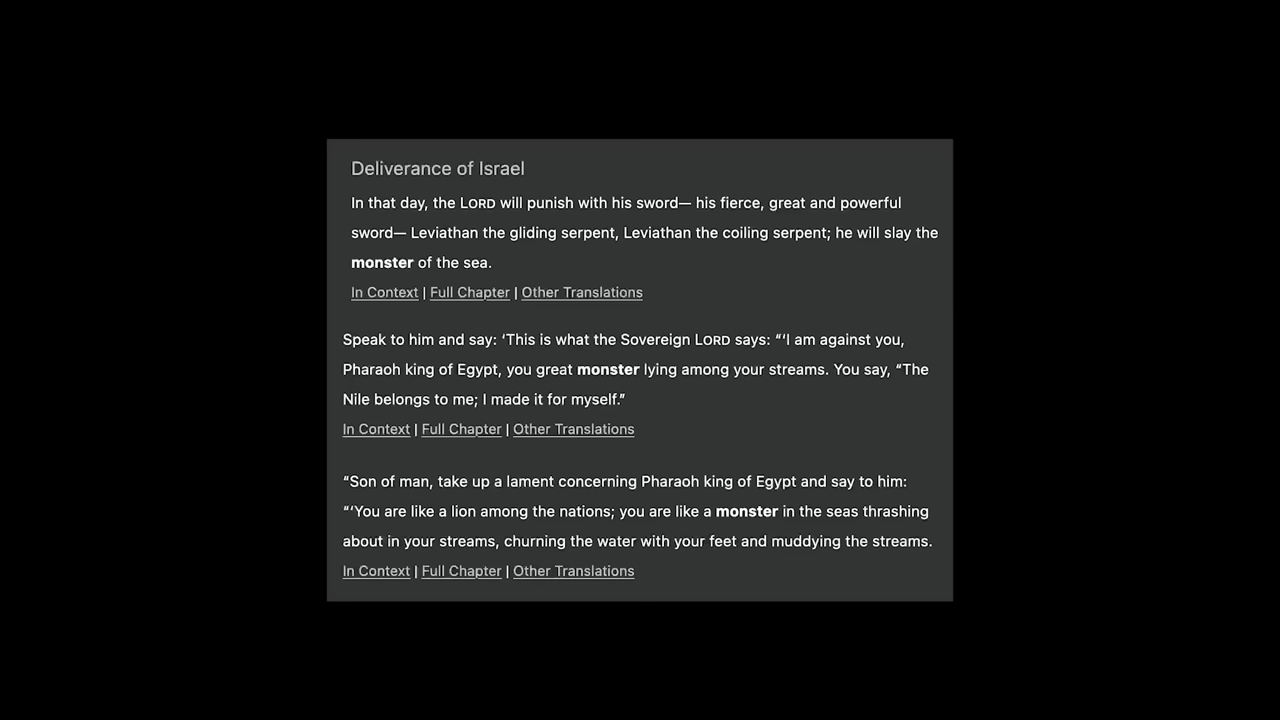 Deliverance of Israel
In that day, the LORD will punish with his sword— his fierce, great and powerful
sword— Leviathan the gliding serpent, Leviathan the coiling serpent; he will slay the
monster of the sea.
In Context | Full Chapter | Other Translations
Speak to him and say: ‘This is what the Sovereign LORD says: “‘I am against you,
Pharaoh king of Egypt, you great monster lying among your streams. You say, “The
Nile belongs to me; I made it for myself.”
In Context | Full Chapter | Other Translations
“Son of man, take up a lament concerning Pharaoh king of Egypt and say to him:
“‘You are like a lion among the nations; you are like a monster in the seas thrashing
about in your streams, churning the water with your feet and muddying the streams.
In Context | Full Chapter | Other Translations